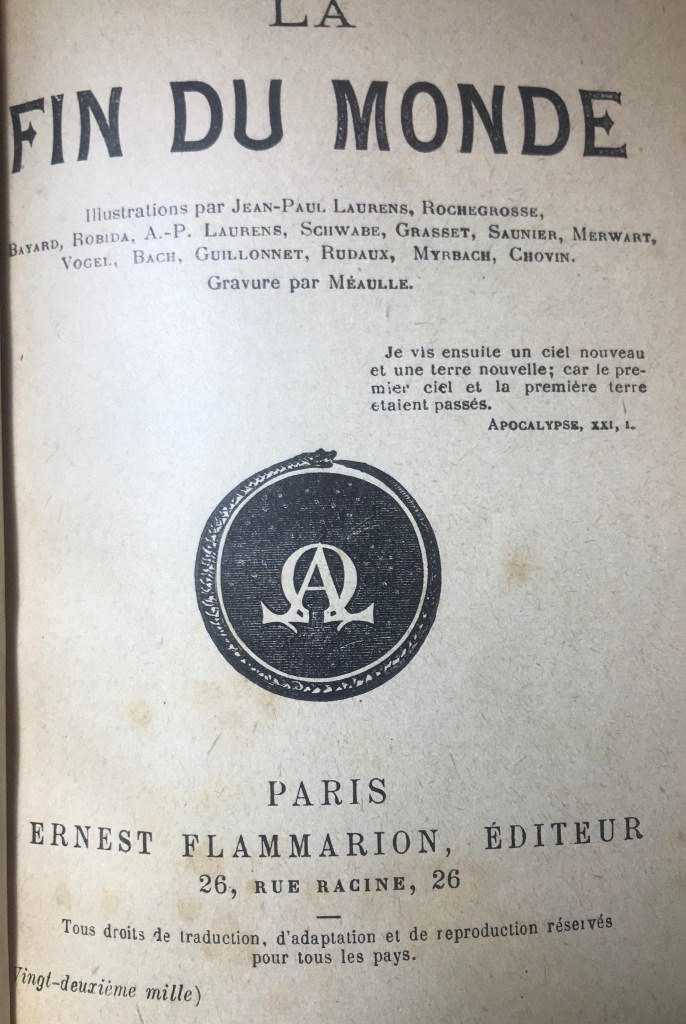 LA
FIN DU MONDE
Illustrations par JEAN-PAUL LAURENS, ROCHEGROSSE,
BAYARD, ROBIDA, A.-P. LAURENS, SCHWABE, GRASSET, SAUNIER, MERWART,
VOGEL, BACH, GUILLONNET, RUDAUX, MYRBACH, CHOVIN.
Gravure par MÉAULLE.
Je vis ensuite un ciel nouveau
et une terre nouvelle; car le pre-
mier ciel et la première terre
étaient passés.
APOCALYPSE, XXI, 1.
ΑΩ
PARIS
ERNEST FLAMMARION, ÉDITEUR
26, RUE RACINE, 26
Tous droits de traduction, d'adaptation et de reproduction réservés
pour tous les pays.
Vingt-deuxième mille)